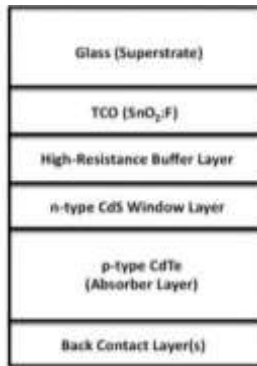 Glass (Superstrate)
TCO (SnO₂:F)
High-Resistance Buffer Layer
n-type CdS Window Layer
p-type CdTe
(Absorber Layer)
Back Contact Layer(s)